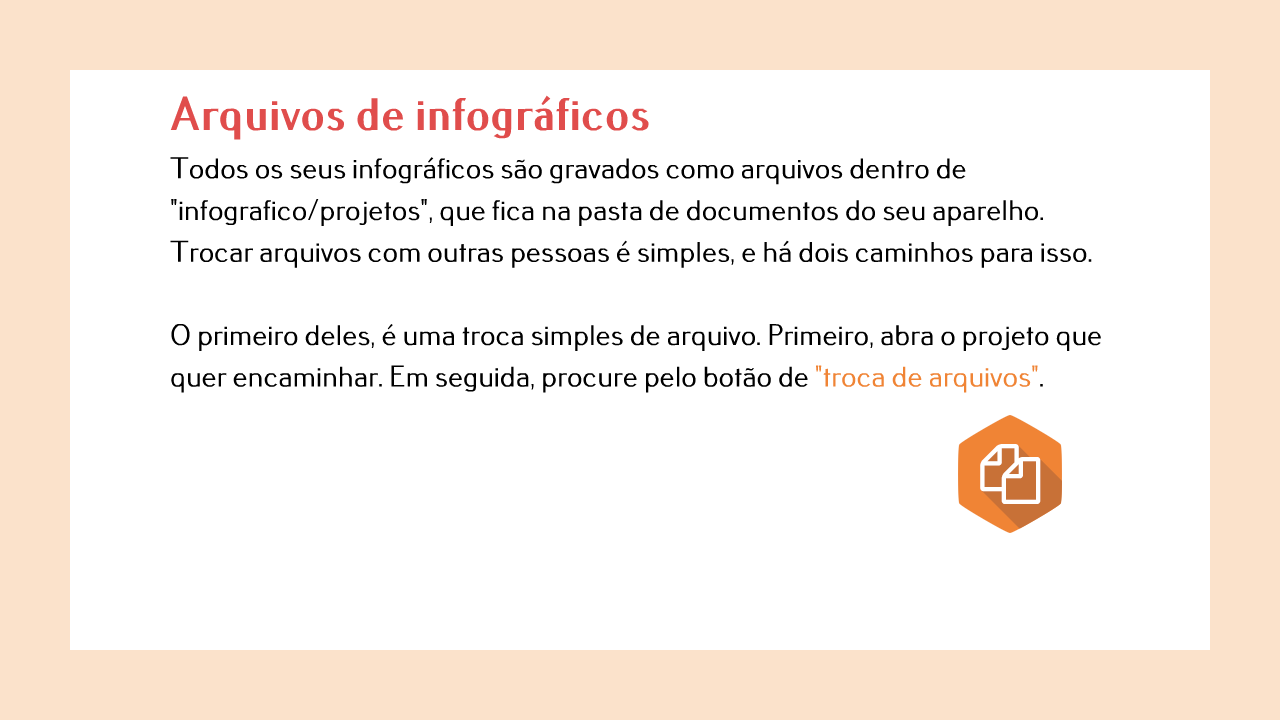 Arquivos de infográficos
Todos os seus infográficos são gravados como arquivos dentro de
"infografico/projetos", que fica na pasta de documentos do seu aparelho.
Trocar arquivos com outras pessoas é simples, e há dois caminhos para isso.
O primeiro deles, é uma troca simples de arquivo. Primeiro, abra o projeto que
quer encaminhar. Em seguida, procure pelo botão de "troca de arquivos".